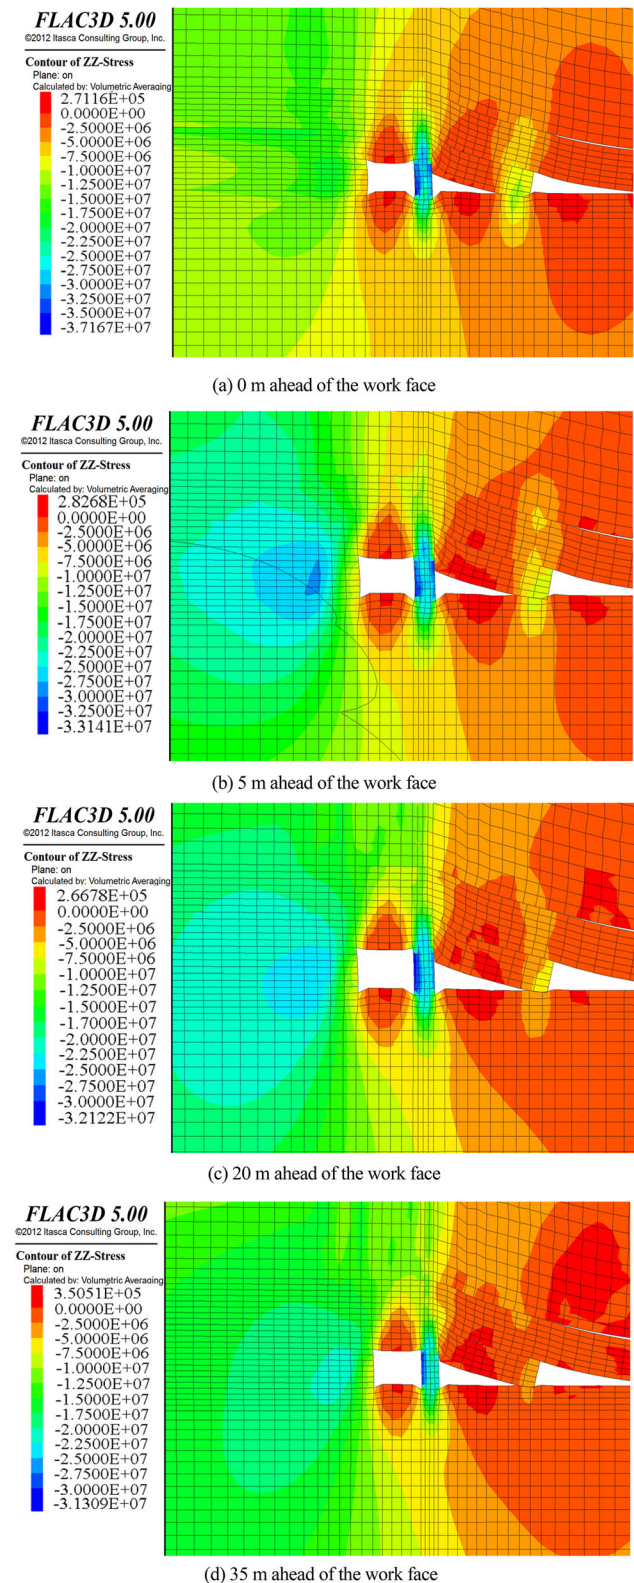 FLAC3D 5.00
©2012 Itasca Consulting Group, Inc.
Contour of ZZ-Stress
Plane: on
Calculated by: Volumetric Averaging
2.7116E+05
0.0000E+00
-2.5000E+06
-5.0000E+06
-7.5000E+06
-1.0000E+07
-1.2500E+07
-1.5000E+07
-1.7500E+07
-2.0000E+07
-2.2500E+07
-2.5000E+07
-2.7500E+07
-3.0000E+07
-3.2500E+07
-3.5000E+07
-3.7167E+07
(a) 0 m ahead of the work face
FLAC3D 5.00
©2012 Itasca Consulting Group, Inc.
Contour of ZZ-Stress
Plane: on
Calculated by: Volumetric Averaging
2.8268E+05
0.0000E+00
-2.5000E+06
-5.0000E+06
-7.5000E+06
-1.0000E+07
-1.2500E+07
-1.5000E+07
-1.7500E+07
-2.0000E+07
-2.2500E+07
-2.5000E+07
-2.7500E+07
-3.0000E+07
-3.2500E+07
-3.3141E+07
(b) 5 m ahead of the work face
FLAC3D 5.00
©2012 Itasca Consulting Group, Inc.
Contour of ZZ-Stress
Plane: on
Calculated by: Volumetric Averaging
2.6678E+05
0.0000E+00
-2.5000E+06
-5.0000E+06
-7.5000E+06
-1.0000E+07
-1.2500E+07
-1.5000E+07
-1.7000E+07
-2.0000E+07
-2.2500E+07
-2.5000E+07
-2.7500E+07
-3.0000E+07
-3.2122E+07
(c) 20 m ahead of the work face
FLAC3D 5.00
©2012 Itasca Consulting Group, Inc.
Contour of ZZ-Stress
Plane: on
Calculated by: Volumetric Averaging
3.5051E+05
0.0000E+00
-2.5000E+06
-5.0000E+06
-7.5000E+06
-1.0000E+07
-1.2500E+07
-1.5000E+07
-1.7500E+07
-2.0000E+07
-2.2500E+07
-2.5000E+07
-2.7500E+07
-3.0000E+07
-3.1309E+07
(d) 35 m ahead of the work face